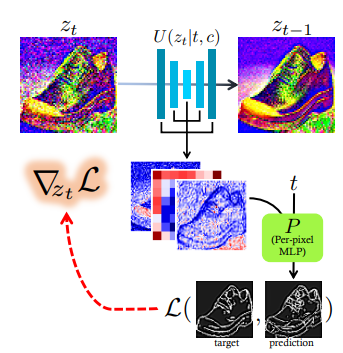 z_t
U(z_t|t, c)
z_{t−1}
∇_{z_t} ℒ
t
P
(Per-pixel
MLP)
ℒ( , )
target prediction